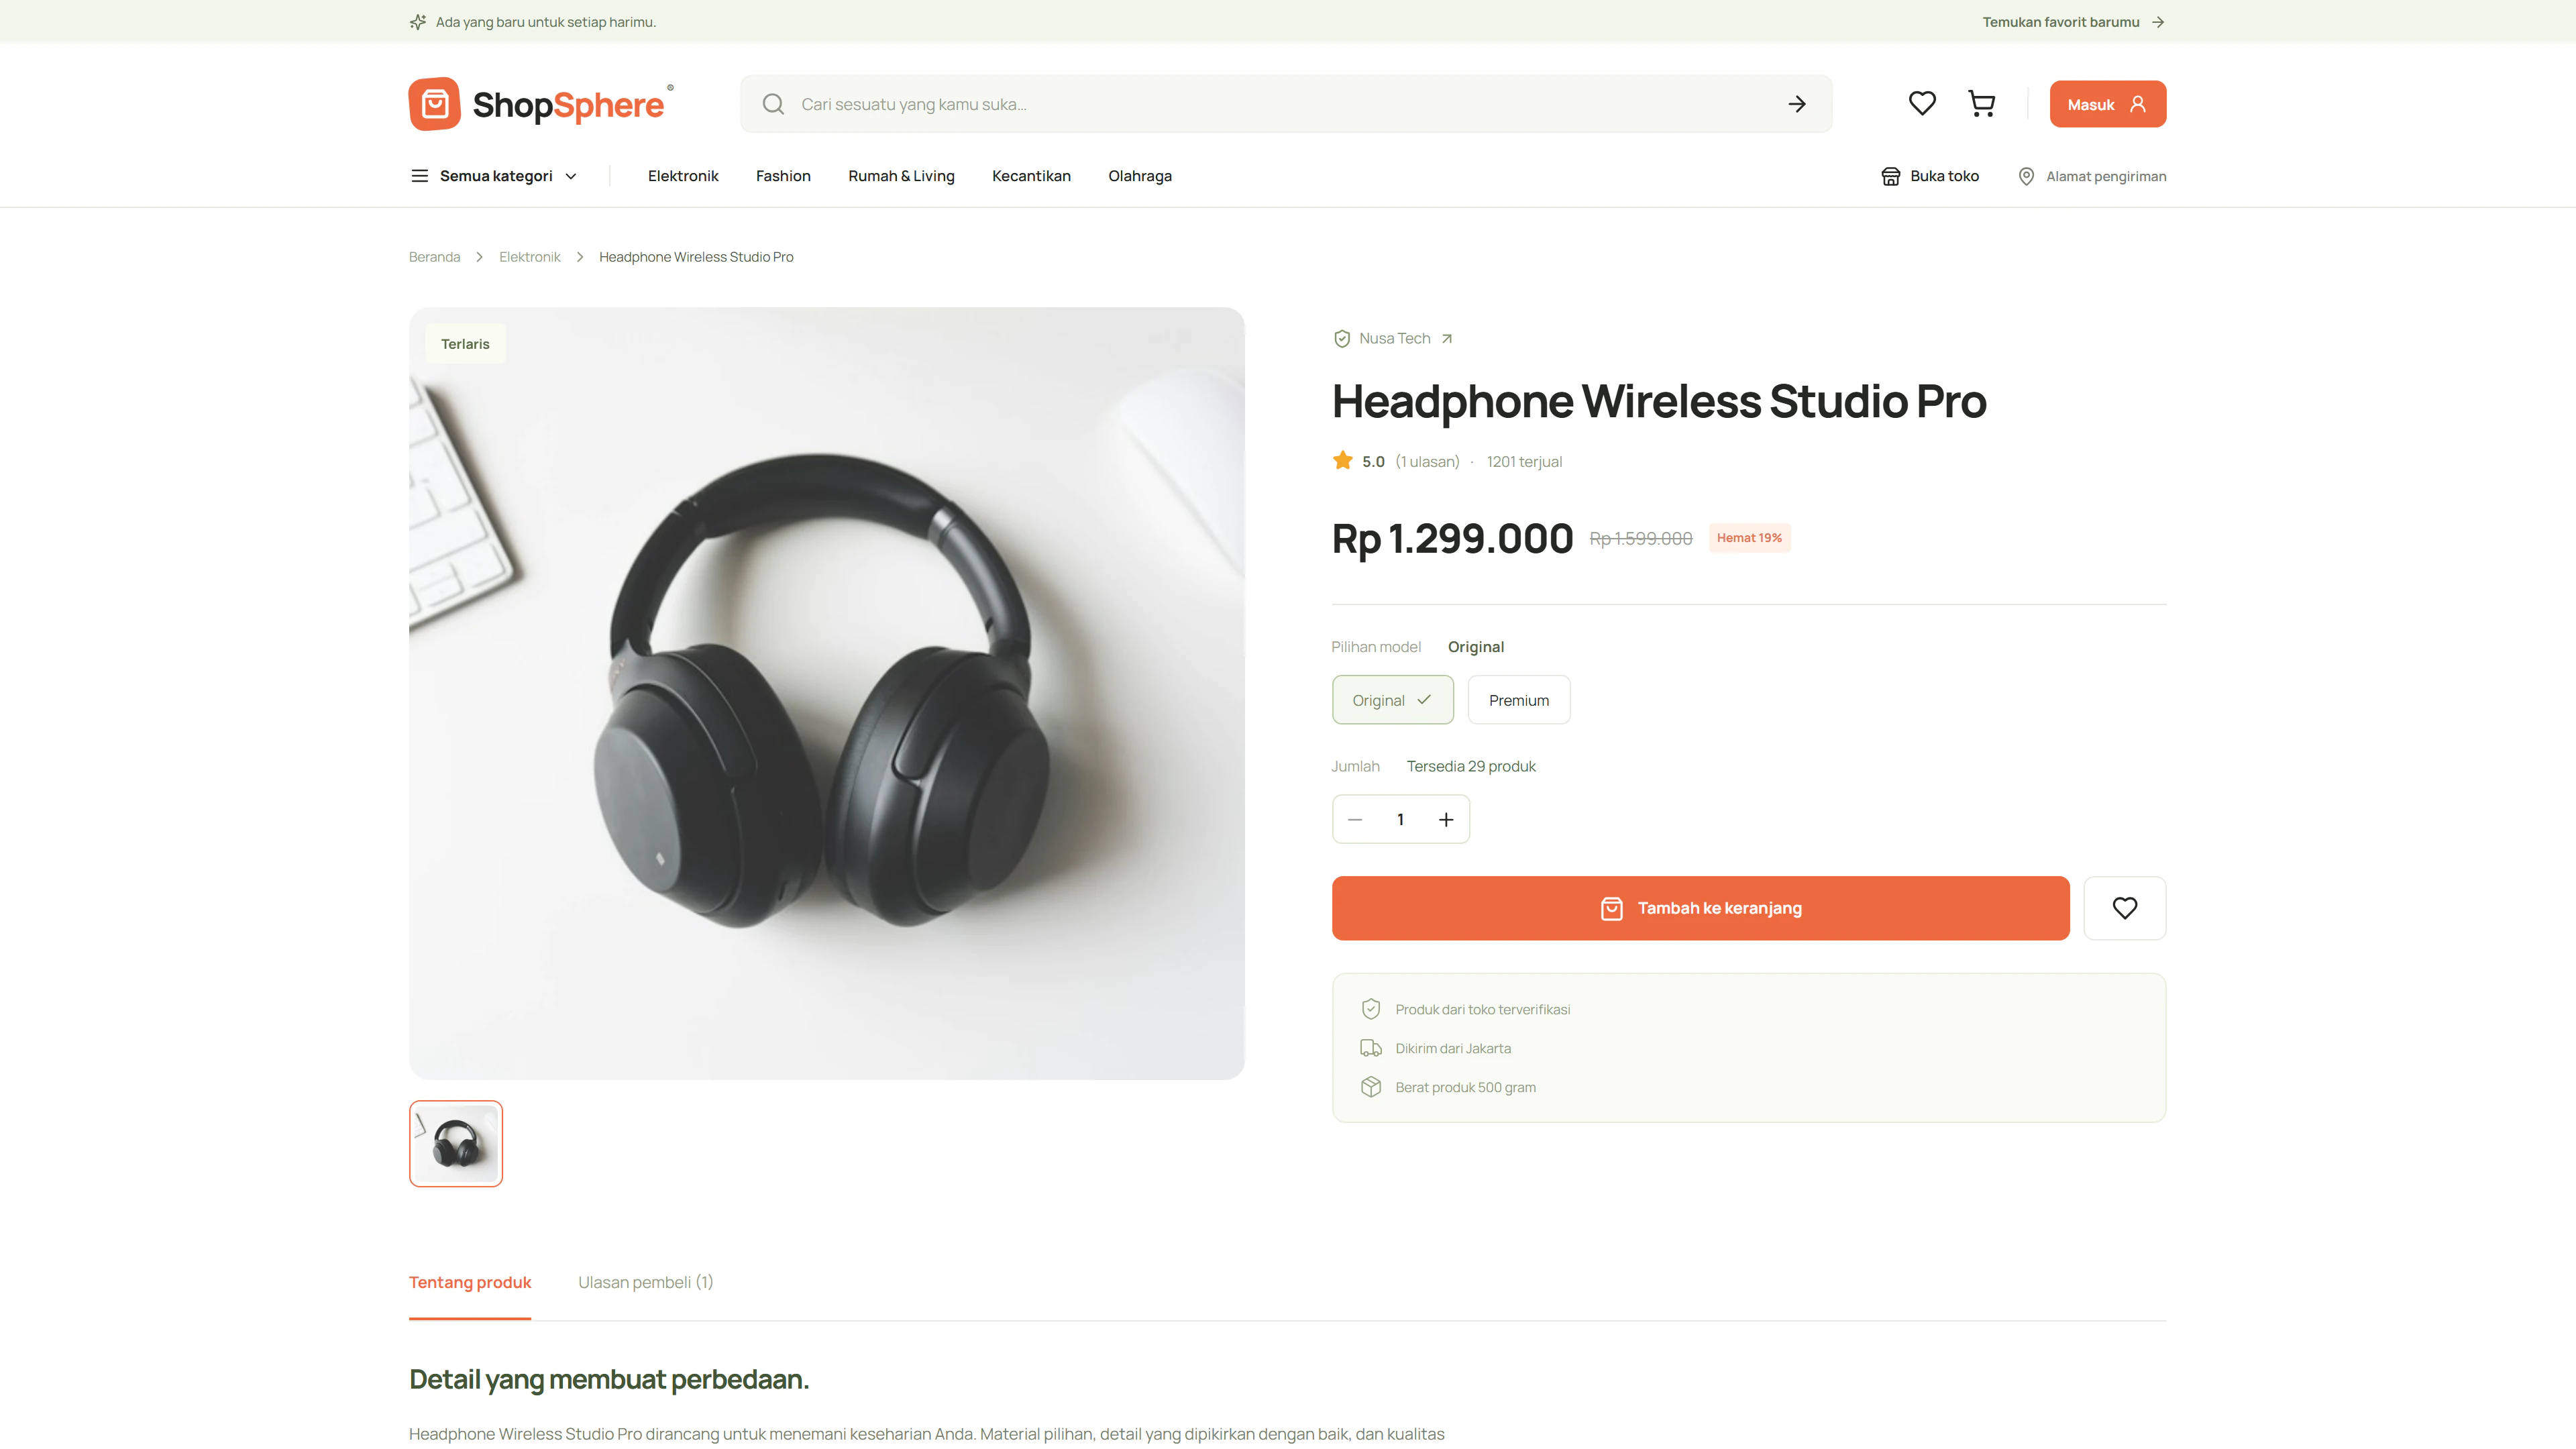 Ada yang baru untuk setiap harimu.
Temukan favorit barumu
ShopSphere
Cari sesuatu yang kamu suka...
Masuk
Semua kategori
Elektronik
Fashion
Rumah & Living
Kecantikan
Olahraga
Buka toko
Alamat pengiriman
Beranda
Elektronik
Headphone Wireless Studio Pro
Terlaris
Nusa Tech
Headphone Wireless Studio Pro
5.0 (1 ulasan) · 1201 terjual
Rp 1.299.000 Rp 1.599.000 Hemat 19%
Pilihan model Original
Original
Premium
Jumlah Tersedia 29 produk
1
Tambah ke keranjang
Produk dari toko terverifikasi
Dikirim dari Jakarta
Berat produk 500 gram
Tentang produk
Ulasan pembeli (1)
Detail yang membuat perbedaan.
Headphone Wireless Studio Pro dirancang untuk menemani keseharian Anda. Material pilihan, detail yang dipikirkan dengan baik, dan kualitas